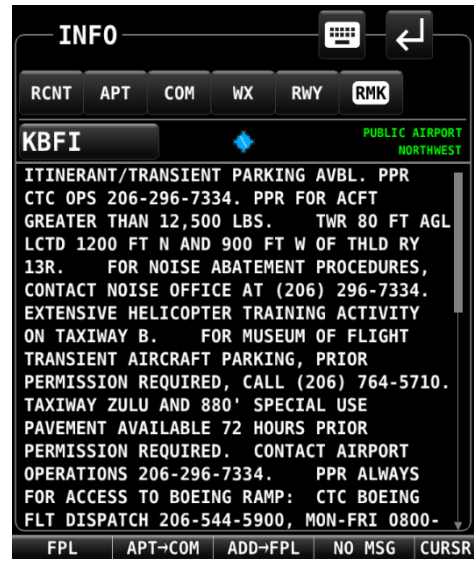 INFO
RCNT APT COM WX RWY RMK
KBFI
PUBLIC AIRPORT
NORTHWEST
ITINERANT/TRANSIENT PARKING AVBL. PPR
CTC OPS 206-296-7334. PPR FOR ACFT
GREATER THAN 12,500 LBS. TWR 80 FT AGL
LCTD 1200 FT N AND 900 FT W OF THLD RY
13R. FOR NOISE ABATEMENT PROCEDURES,
CONTACT NOISE OFFICE AT (206) 296-7334.
EXTENSIVE HELICOPTER TRAINING ACTIVITY
ON TAXIWAY B. FOR MUSEUM OF FLIGHT
TRANSIENT AIRCRAFT PARKING, PRIOR
PERMISSION REQUIRED, CALL (206) 764-5710.
TAXIWAY ZULU AND 880' SPECIAL USE
PAVEMENT AVAILABLE 72 HOURS PRIOR
PERMISSION REQUIRED. CONTACT AIRPORT
OPERATIONS 206-296-7334. PPR ALWAYS
FOR ACCESS TO BOEING RAMP: CTC BOEING
FLT DISPATCH 206-544-5900, MON-FRI 0800-
FPL APT→COM ADD→FPL NO MSG CURSR